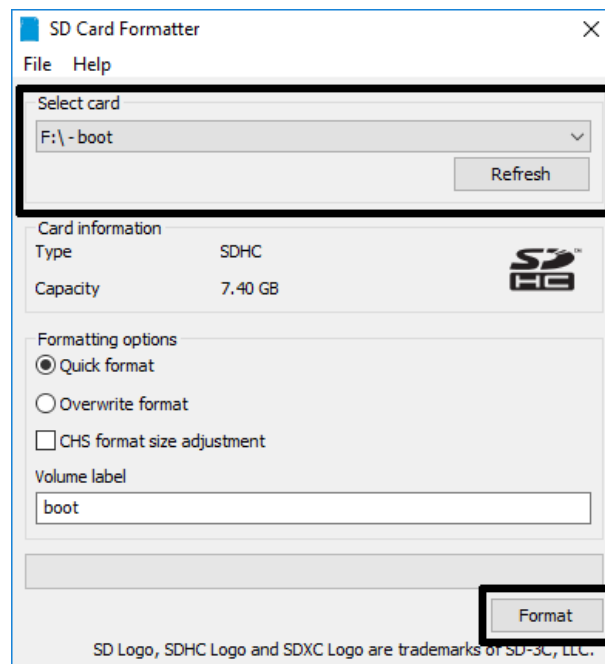 SD Card Formatter
File Help
Select card
F:\ - boot
Refresh
Card information
Type SDHC
SD™
HC
Capacity 7.40 GB
Formatting options
Quick format
Overwrite format
CHS format size adjustment
Volume label
boot
Format
SD Logo, SDHC Logo and SDXC Logo are trademarks of SD-3C, LLC.